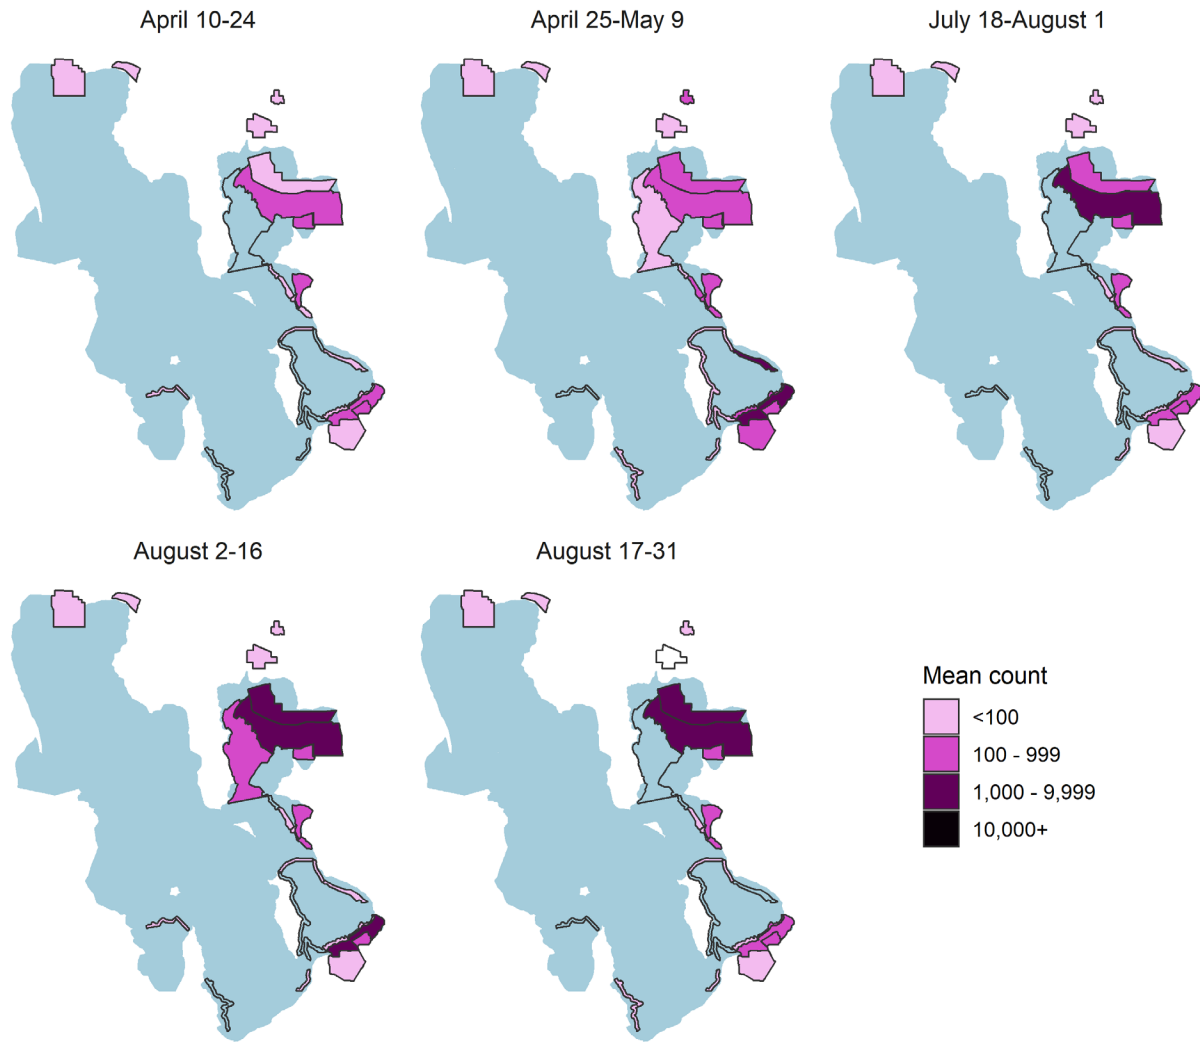 April 10-24
April 25-May 9
July 18-August 1
August 2-16
August 17-31
Mean count
<100
100 - 999
1,000 - 9,999
10,000+